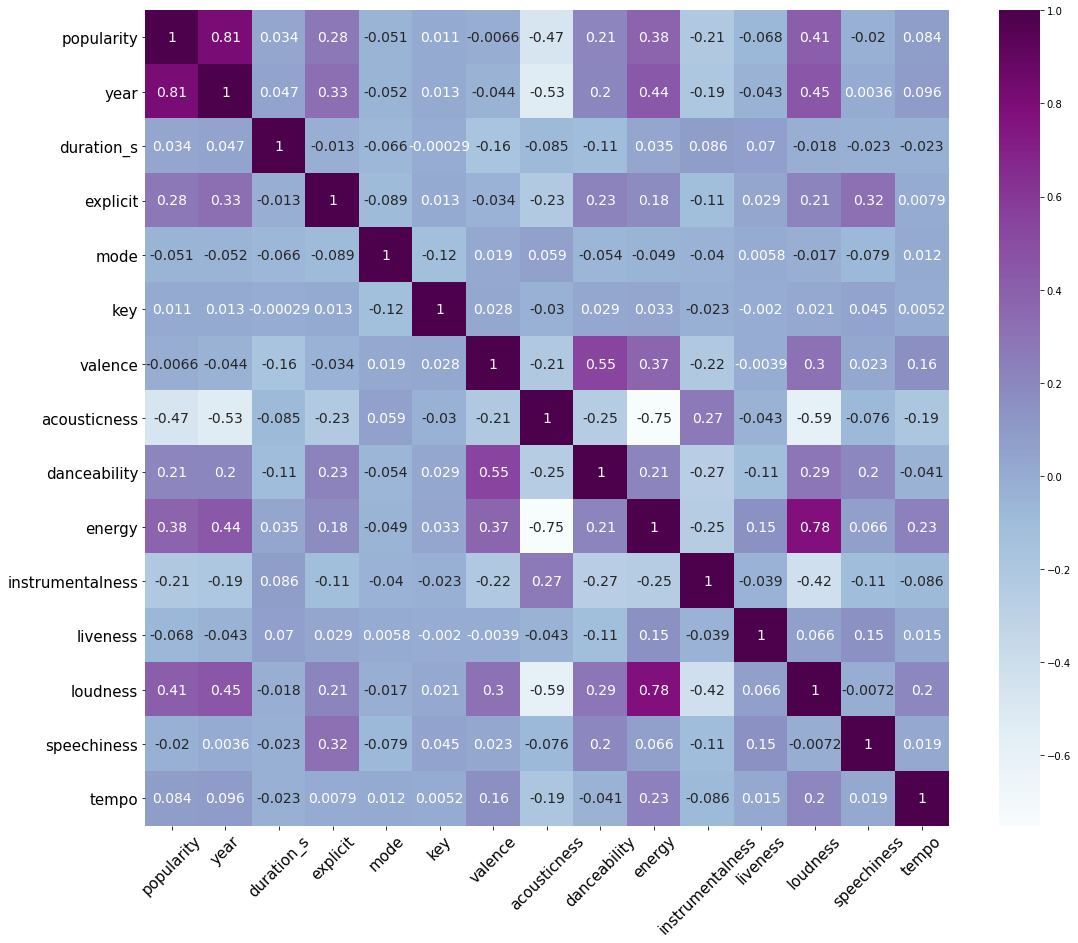 popularity 1 0.81 0.034 0.28 -0.051 0.011 -0.0066 -0.47 0.21 0.38 -0.21 -0.068 0.41 -0.02 0.084
year 0.81 1 0.047 0.33 -0.052 0.013 -0.044 -0.53 0.2 0.44 -0.19 -0.043 0.45 0.0036 0.096
duration_s 0.034 0.047 1 -0.013 -0.066 -0.00029 -0.16 -0.085 -0.11 0.035 0.086 0.07 -0.018 -0.023 -0.023
explicit 0.28 0.33 -0.013 1 -0.089 0.013 -0.034 -0.23 0.23 0.18 -0.11 0.029 0.21 0.32 0.0079
mode -0.051 -0.052 -0.066 -0.089 1 -0.12 0.019 0.059 -0.054 -0.049 -0.04 0.0058 -0.017 -0.079 0.012
key 0.011 0.013 -0.00029 0.013 -0.12 1 0.028 -0.03 0.029 0.033 -0.023 -0.002 0.021 0.045 0.0052
valence -0.0066 -0.044 -0.16 -0.034 0.019 0.028 1 -0.21 0.55 0.37 -0.22 -0.0039 0.3 0.023 0.16
acousticness -0.47 -0.53 -0.085 -0.23 0.059 -0.03 -0.21 1 -0.25 -0.75 0.27 -0.043 -0.59 -0.076 -0.19
danceability 0.21 0.2 -0.11 0.23 -0.054 0.029 0.55 -0.25 1 0.21 -0.27 -0.11 0.29 0.2 -0.041
energy 0.38 0.44 0.035 0.18 -0.049 0.033 0.37 -0.75 0.21 1 -0.25 0.15 0.78 0.066 0.23
instrumentalness -0.21 -0.19 0.086 -0.11 -0.04 -0.023 -0.22 0.27 -0.27 -0.25 1 -0.039 -0.42 -0.11 -0.086
liveness -0.068 -0.043 0.07 0.029 0.0058 -0.002 -0.0039 -0.043 -0.11 0.15 -0.039 1 0.066 0.15 0.015
loudness 0.41 0.45 -0.018 0.21 -0.017 0.021 0.3 -0.59 0.29 0.78 -0.42 0.066 1 -0.0072 0.2
speechiness -0.02 0.0036 -0.023 0.32 -0.079 0.045 0.023 -0.076 0.2 0.066 -0.11 0.15 -0.0072 1 0.019
tempo 0.084 0.096 -0.023 0.0079 0.012 0.0052 0.16 -0.19 -0.041 0.23 -0.086 0.015 0.2 0.019 1
popularity year duration_s explicit mode key valence acousticness danceability energy instrumentalness liveness loudness speechiness tempo
1.0
0.8
0.6
0.4
0.2
0.0
−0.2
−0.4
−0.6